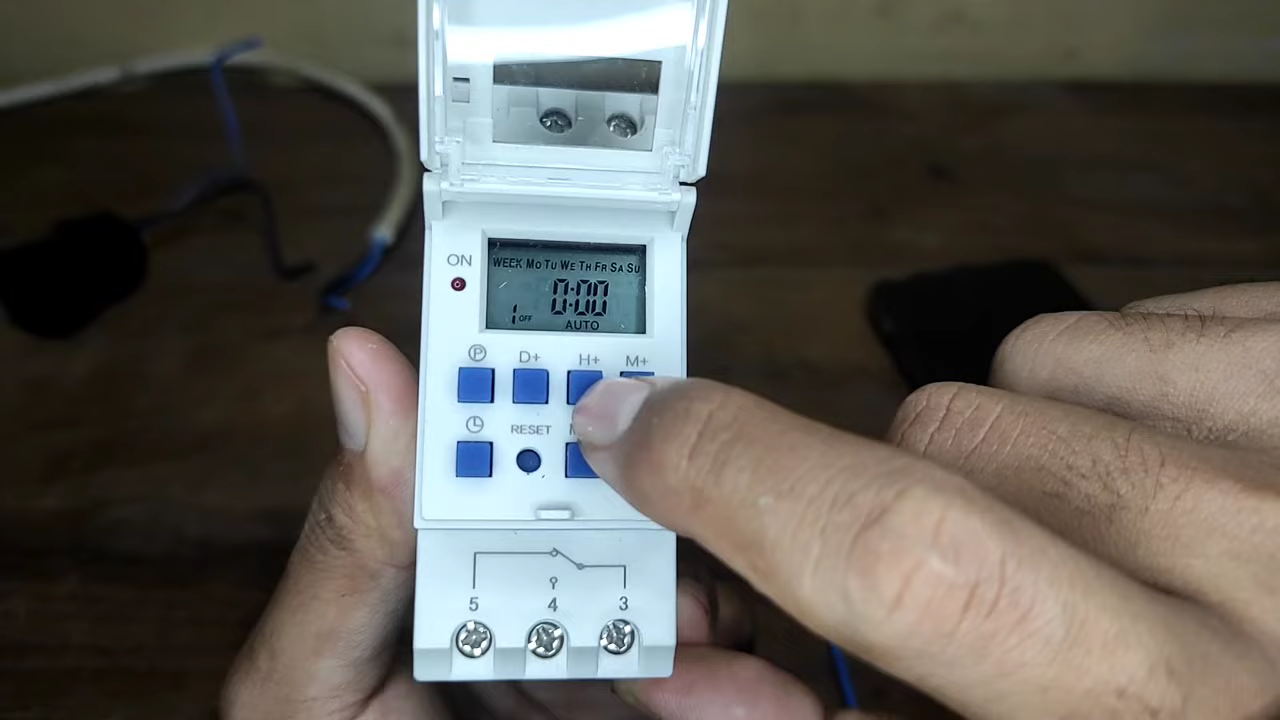 ON
WEEK Mo Tu We Th Fr Sa Su
0:00
1 OFF
AUTO
Ⓟ D+ H+ M+
RESET
5 4 3